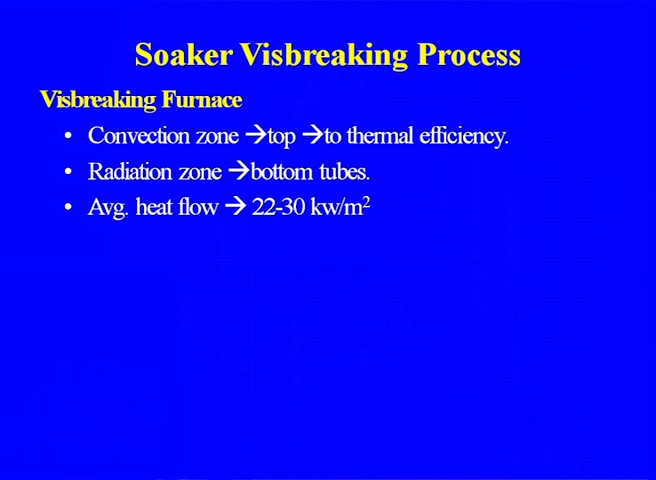 Soaker Visbreaking Process
Visbreaking Furnace
• Convection zone →top →to thermal efficiency.
• Radiation zone →bottom tubes.
• Avg. heat flow → 22-30 kw/m²